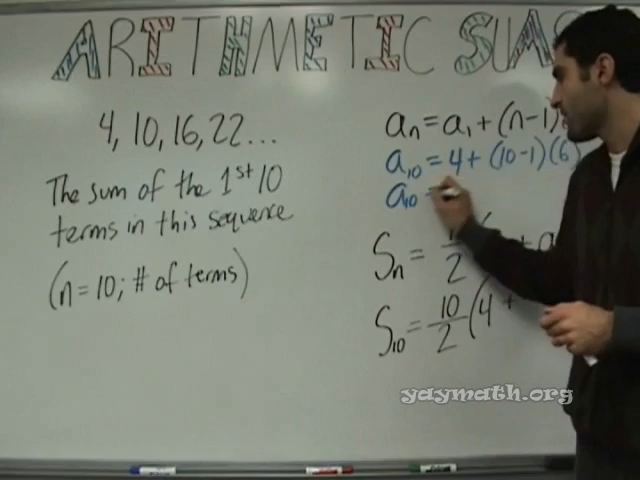 ARITHMETIC SUMS
4, 10, 16, 22...
The sum of the 1st 10
terms in this sequence
(n = 10; # of terms)
aₙ = a₁ + (n-1)
a₁₀ = 4 + (10-1)(6)
a₁₀ =
Sₙ = 2 ( + a
S₁₀ = 10/2 (4 +
yaymath.org